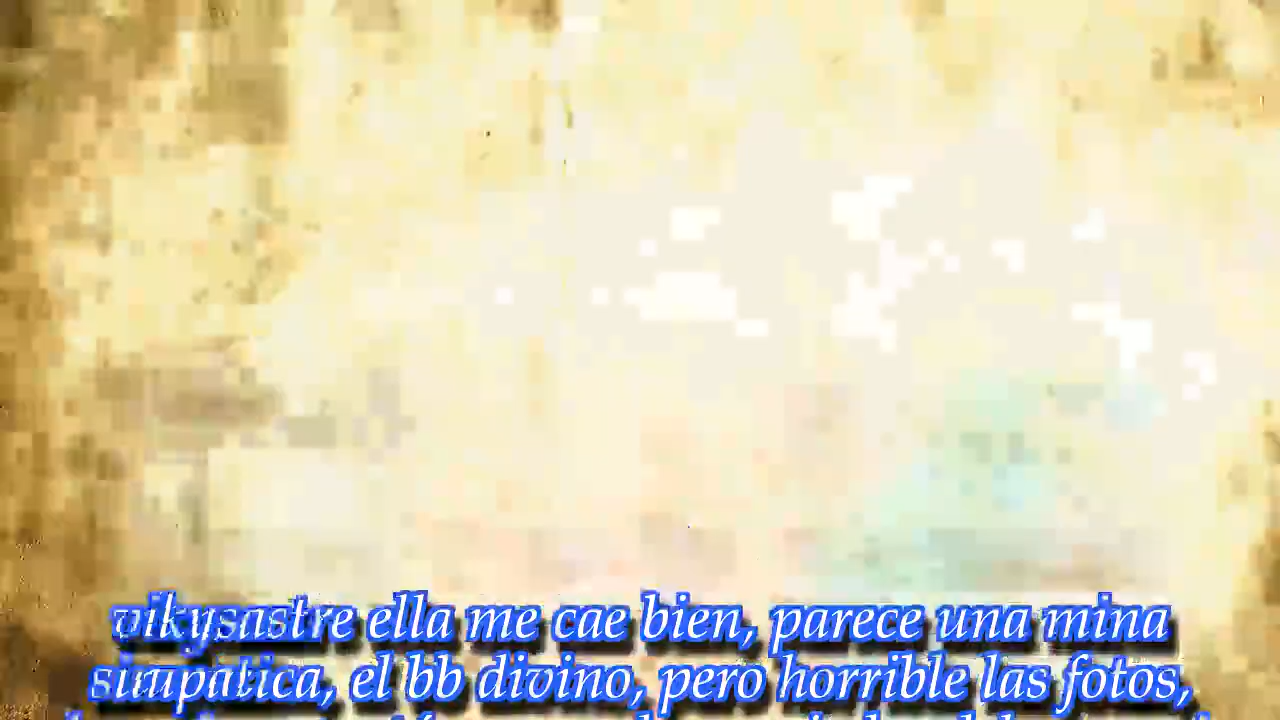 vikysastre ella me cae bien, parece una mina
simpatica, el bb divino, pero horrible las fotos,